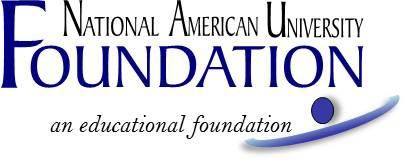 NATIONAL AMERICAN UNIVERSITY
FOUNDATION
an educational foundation